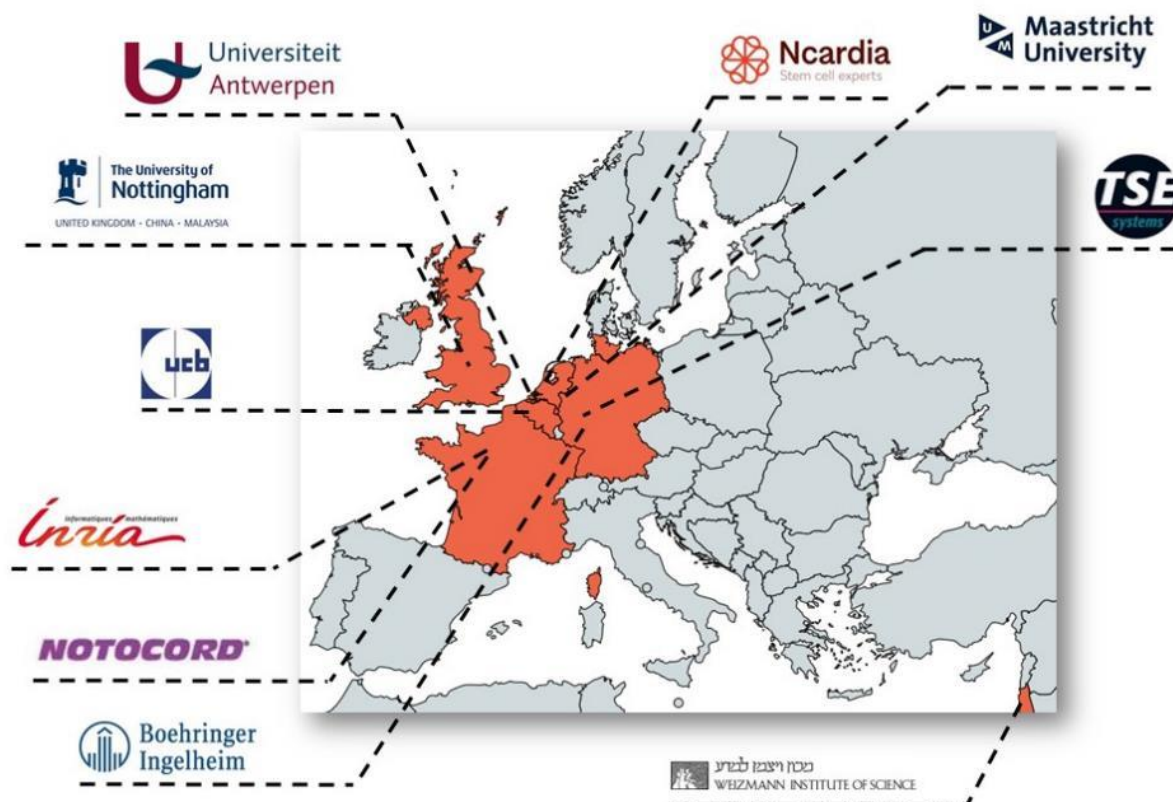 Universiteit
Antwerpen
Ncardia
Stem cell experts
UM
Maastricht
University
The University of
Nottingham
UNITED KINGDOM • CHINA • MALAYSIA
TSE
systems
ucb
informatiques mathématiques
Inria
NOTOCORD®
Boehringer
Ingelheim
מכון ויצמן למדע
WEIZMANN INSTITUTE OF SCIENCE